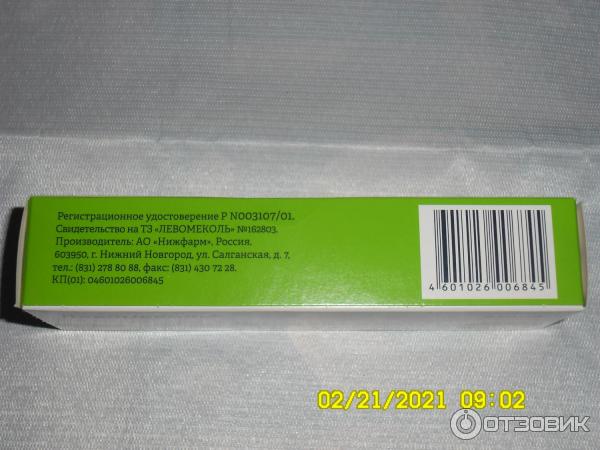 Регистрационное удостоверение Р N003107/01.
Свидетельство на ТЗ «ЛЕВОМЕКОЛЬ» №162803.
Производитель: АО «Нижфарм», Россия.
603950, г. Нижний Новгород, ул. Салганская, д. 7,
тел.: (831) 278 80 88, факс: (831) 430 72 28.
КП(01): 04601026006845
4 601026 006845
02/21/2021 09:02
ОТЗОВИК